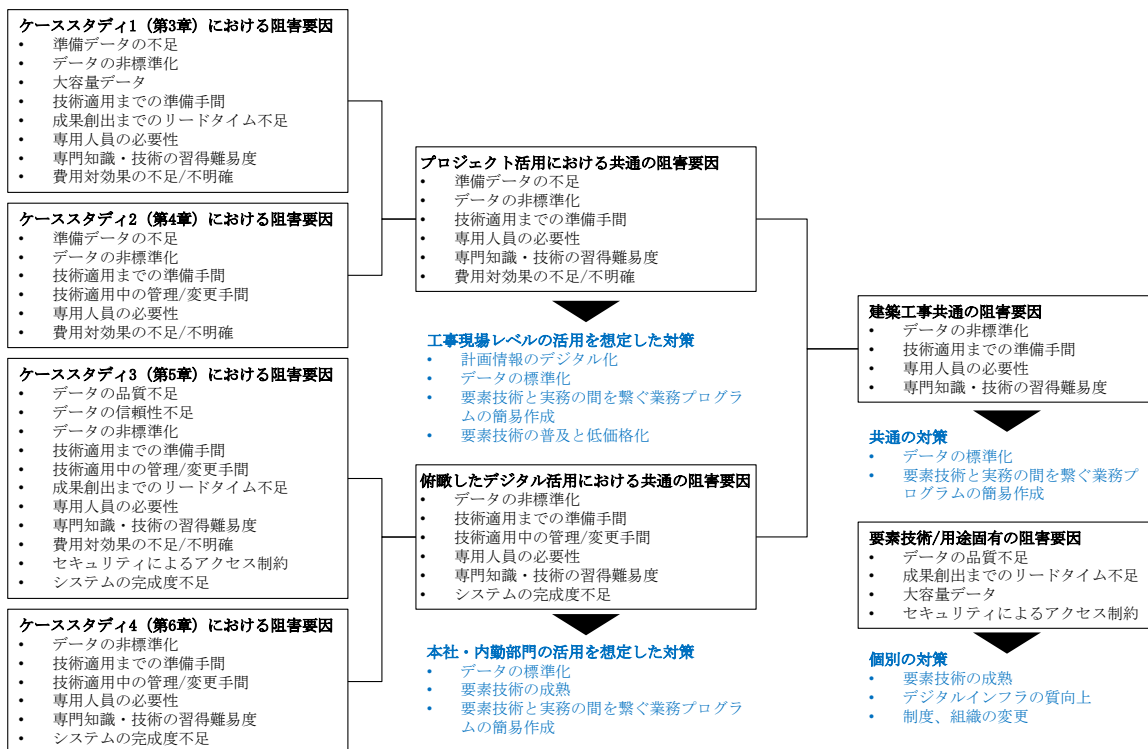 ケーススタディ1（第3章）における阻害要因
• 準備データの不足
• データの非標準化
• 大容量データ
• 技術適用までの準備手間
• 成果創出までのリードタイム不足
• 専用人員の必要性
• 専門知識・技術の習得難易度
• 費用対効果の不足/不明確
ケーススタディ2（第4章）における阻害要因
• 準備データの不足
• データの非標準化
• 技術適用までの準備手間
• 技術適用中の管理/変更手間
• 専用人員の必要性
• 費用対効果の不足/不明確
ケーススタディ3（第5章）における阻害要因
• データの品質不足
• データの信頼性不足
• データの非標準化
• 技術適用までの準備手間
• 技術適用中の管理/変更手間
• 成果創出までのリードタイム不足
• 専用人員の必要性
• 専門知識・技術の習得難易度
• 費用対効果の不足/不明確
• セキュリティによるアクセス制約
• システムの完成度不足
ケーススタディ4（第6章）における阻害要因
• データの非標準化
• 技術適用までの準備手間
• 技術適用中の管理/変更手間
• 専用人員の必要性
• 専門知識・技術の習得難易度
• システムの完成度不足
プロジェクト活用における共通の阻害要因
• 準備データの不足
• データの非標準化
• 技術適用までの準備手間
• 専用人員の必要性
• 専門知識・技術の習得難易度
• 費用対効果の不足/不明確
工事現場レベルの活用を想定した対策
• 計画情報のデジタル化
• データの標準化
• 要素技術と実務の間を繋ぐ業務プログラ
ムの簡易作成
• 要素技術の普及と低価格化
俯瞰したデジタル活用における共通の阻害要因
• データの非標準化
• 技術適用までの準備手間
• 技術適用中の管理/変更手間
• 専用人員の必要性
• 専門知識・技術の習得難易度
• システムの完成度不足
本社・内勤部門の活用を想定した対策
• データの標準化
• 要素技術の成熟
• 要素技術と実務の間を繋ぐ業務プログラ
ムの簡易作成
建築工事共通の阻害要因
• データの非標準化
• 技術適用までの準備手間
• 専用人員の必要性
• 専門知識・技術の習得難易度
共通の対策
• データの標準化
• 要素技術と実務の間を繋ぐ業務プ
ログラムの簡易作成
要素技術/用途固有の阻害要因
• データの品質不足
• 成果創出までのリードタイム不足
• 大容量データ
• セキュリティによるアクセス制約
個別の対策
• 要素技術の成熟
• デジタルインフラの質向上
• 制度、組織の変更